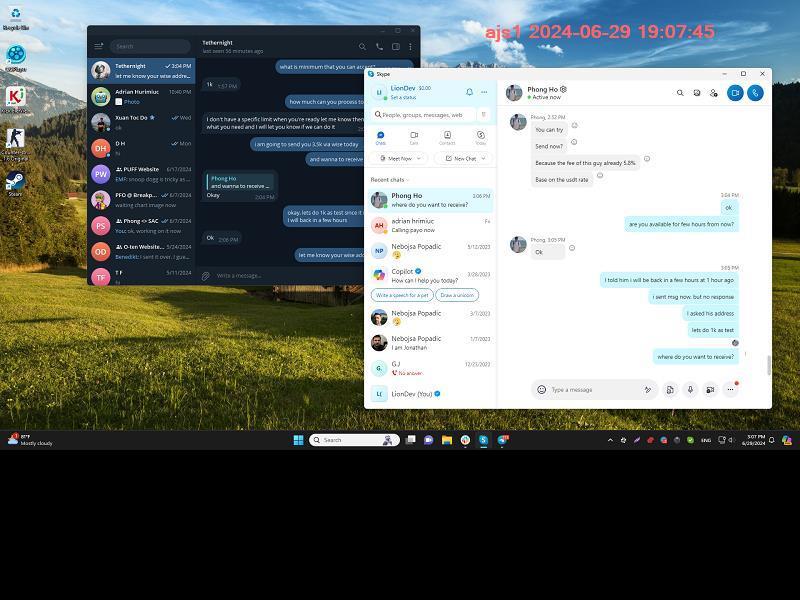 ajs1 2024-06-29 19:07:45
Recycle Bin
Counter-S...
1.6 Original
Steam
Search
Tethernight
3:04 PM
let me know your wise addre...
Adrian Hurimiuc
10:40 PM
Photo
Xuan Toc Do
Wed
ok
D H
Mon
hi
PUFF Website
6/17/2024
EMF: snoop dogg is tricky as...
PFO @ Breakp...
6/7/2024
waiting chart image now
Phong <> SAC
6/7/2024
You: ok, working on it now
O-ten Website...
5/24/2024
Benedikt: I sent it over. I gue...
T F
5/11/2024
hi
Tethernight
last seen 56 minutes ago
what is minimum that you can accept?
1k 1:57 PM
how much can you process to
I don't have a specific limit when you're ready let me know
what you need and I will let you know if we can do it
i am going to send you 3.5k via wise today
and wanna to receive
Phong Ho
and wanna to receive ...
Okay 2:04 PM
okay. lets do 1k as test since it
I will back in a few hours
Ok 2:06 PM
let me know your wise add
Write a message...
Skype
LI
LionDev $0.00
Set a status
People, groups, messages, web
Chats
Calls
Contacts
Today
Meet Now
New Chat
Recent chats
Phong Ho
3:06 PM
where do you want to receive?
AH
adrian hrimiuc
Calling payo now
NP
Nebojsa Popadic
5/12/2023
Copilot
3/28/2023
How can I help you today?
Write a speech for a pet
Draw a unicorn
Nebojsa Popadic
3/7/2023
Nebojsa Popadic
1/7/2023
I am Jonathan
G.
GJ
12/23/2022
No answer
L(
LionDev (You)
Phong Ho
Active now
Phong, 2:52 PM
You can try
Send now?
Because the fee of this guy already 5.8%
Base on the usdt rate
3:04 PM
ok
are you available for few hours from now?
Phong, 3:05 PM
Ok
3:05 PM
I told him i will be back in a few hours at 1 hour ago
i sent msg now. but no response
I asked his address
lets do 1k as test
where do you want to receive?
Type a message
81°F
Mostly cloudy
Search
ENG
3:07 PM
6/29/2024